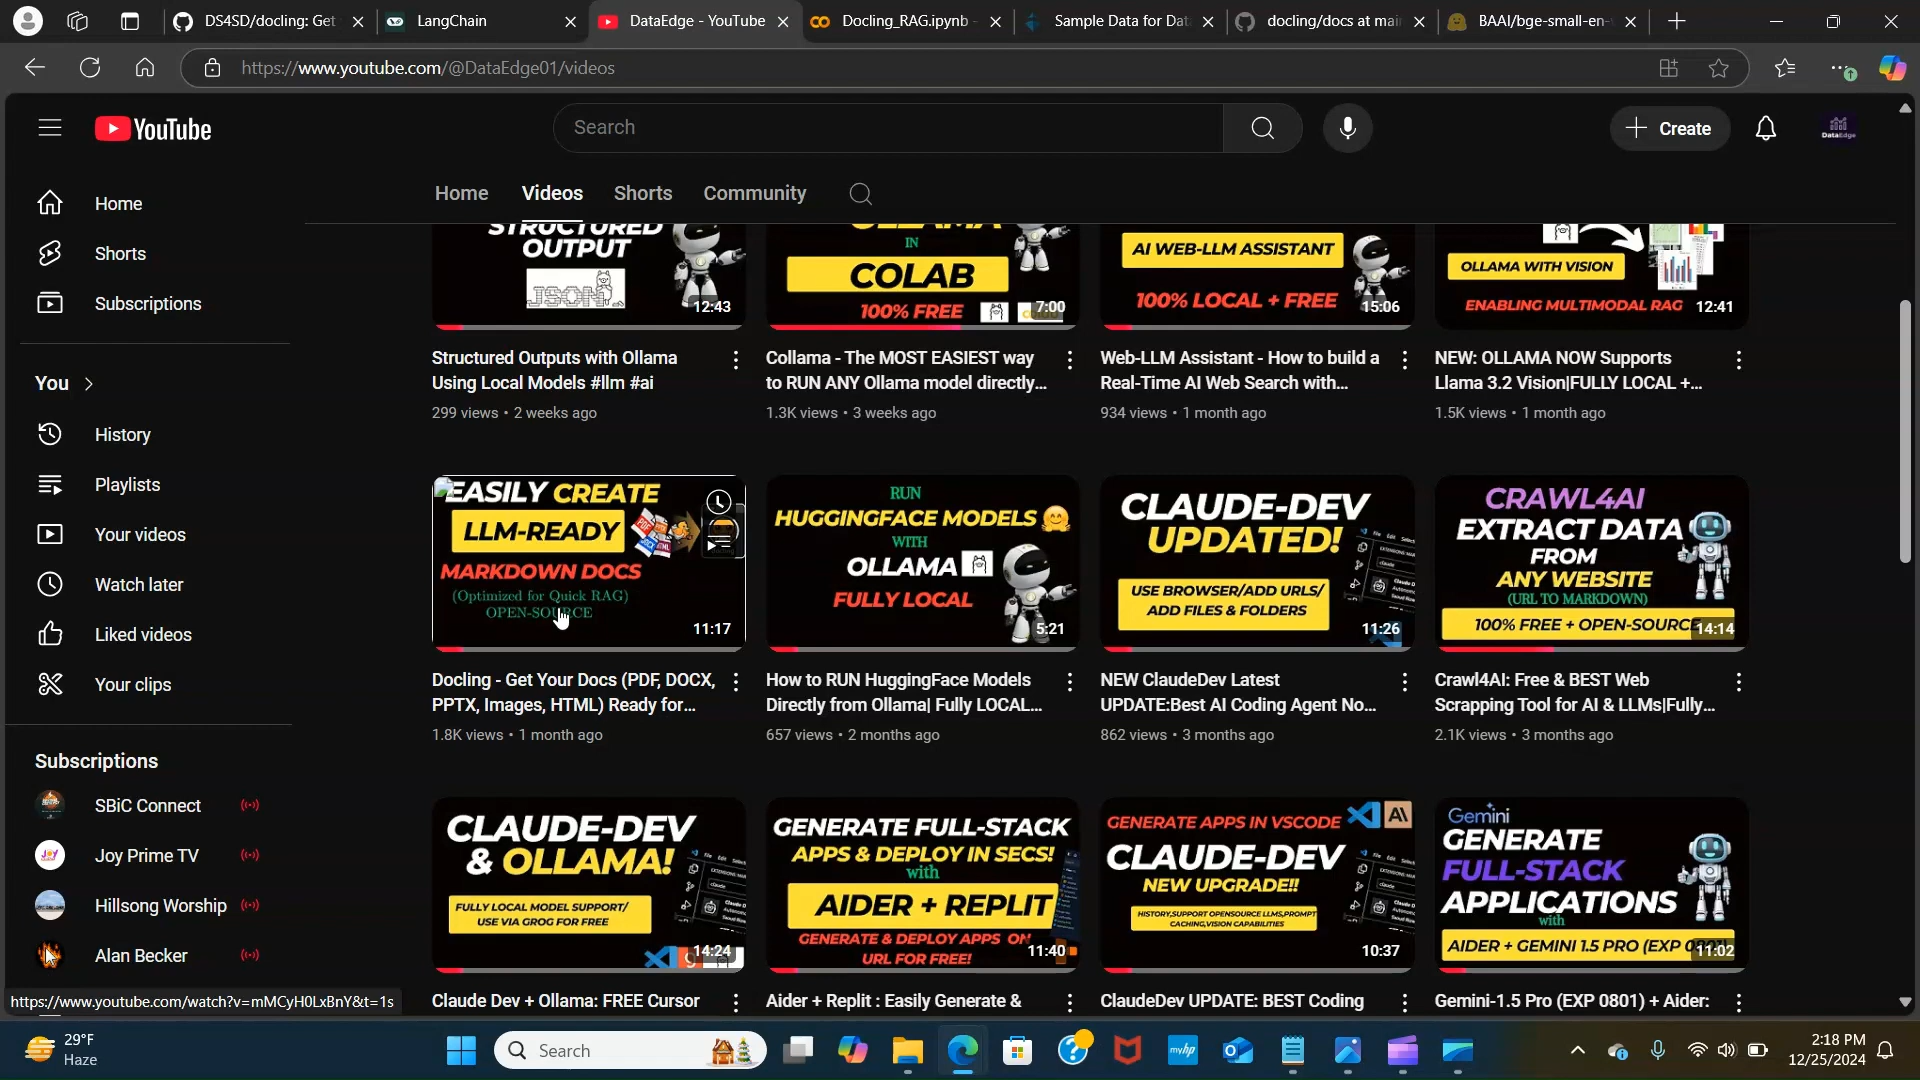 DS4SD/docling: Get
LangChain
DataEdge - YouTube
Docling_RAG.ipynb -
Sample Data for Dat
docling/docs at mai
BAAI/bge-small-en-
https://www.youtube.com/@DataEdge01/videos
YouTube
Search
Create
DataEdge
Home
Videos
Shorts
Community
Home
Shorts
Subscriptions
You
History
Playlists
Your videos
Watch later
Liked videos
Your clips
Subscriptions
SBiC Connect
Joy Prime TV
Hillsong Worship
Alan Becker
STRUCTURED
OUTPUT
JSON
12:43
OLLAMA
IN
COLAB
100% FREE
7:00
AI WEB-LLM ASSISTANT
100% LOCAL + FREE
15:06
OLLAMA WITH VISION
ENABLING MULTIMODAL RAG
12:41
Structured Outputs with Ollama
Using Local Models #llm #ai
299 views • 2 weeks ago
Collama - The MOST EASIEST way
to RUN ANY Ollama model directly...
1.3K views • 3 weeks ago
Web-LLM Assistant - How to build a
Real-Time AI Web Search with...
934 views • 1 month ago
NEW: OLLAMA NOW Supports
Llama 3.2 Vision|FULLY LOCAL +...
1.5K views • 1 month ago
EASILY CREATE
LLM-READY
MARKDOWN DOCS
(Optimized for Quick RAG)
OPEN-SOURCE
11:17
RUN
HUGGINGFACE MODELS
WITH
OLLAMA
FULLY LOCAL
5:21
CLAUDE-DEV
UPDATED!
USE BROWSER/ADD URLS/
ADD FILES & FOLDERS
11:26
CRAWL4AI
EXTRACT DATA
FROM
ANY WEBSITE
(URL TO MARKDOWN)
100% FREE + OPEN-SOURCE
14:14
Docling - Get Your Docs (PDF, DOCX,
PPTX, Images, HTML) Ready for...
1.8K views • 1 month ago
How to RUN HuggingFace Models
Directly from Ollama| Fully LOCAL...
657 views • 2 months ago
NEW ClaudeDev Latest
UPDATE:Best AI Coding Agent No...
862 views • 3 months ago
Crawl4AI: Free & BEST Web
Scrapping Tool for AI & LLMs|Fully...
2.1K views • 3 months ago
CLAUDE-DEV
& OLLAMA!
FULLY LOCAL MODEL SUPPORT/
USE VIA GROG FOR FREE
14:24
GENERATE FULL-STACK
APPS & DEPLOY IN SECS!
with
AIDER + REPLIT
GENERATE & DEPLOY APPS ON
URL FOR FREE!
11:40
GENERATE APPS IN VSCODE
CLAUDE-DEV
NEW UPGRADE!!
HISTORY,SUPPORT OPENSOURCE LLMS,PROMPT
CACHING,VISION CAPABILITIES
10:37
Gemini
GENERATE
FULL-STACK
APPLICATIONS
with
AIDER + GEMINI 1.5 PRO (EXP 0801)
11:02
Claude Dev + Ollama: FREE Cursor
Aider + Replit : Easily Generate &
ClaudeDev UPDATE: BEST Coding
Gemini-1.5 Pro (EXP 0801) + Aider:
https://www.youtube.com/watch?v=mMCyH0LxBnY&t=1s
29°F
Haze
Search
myhp
2:18 PM
12/25/2024